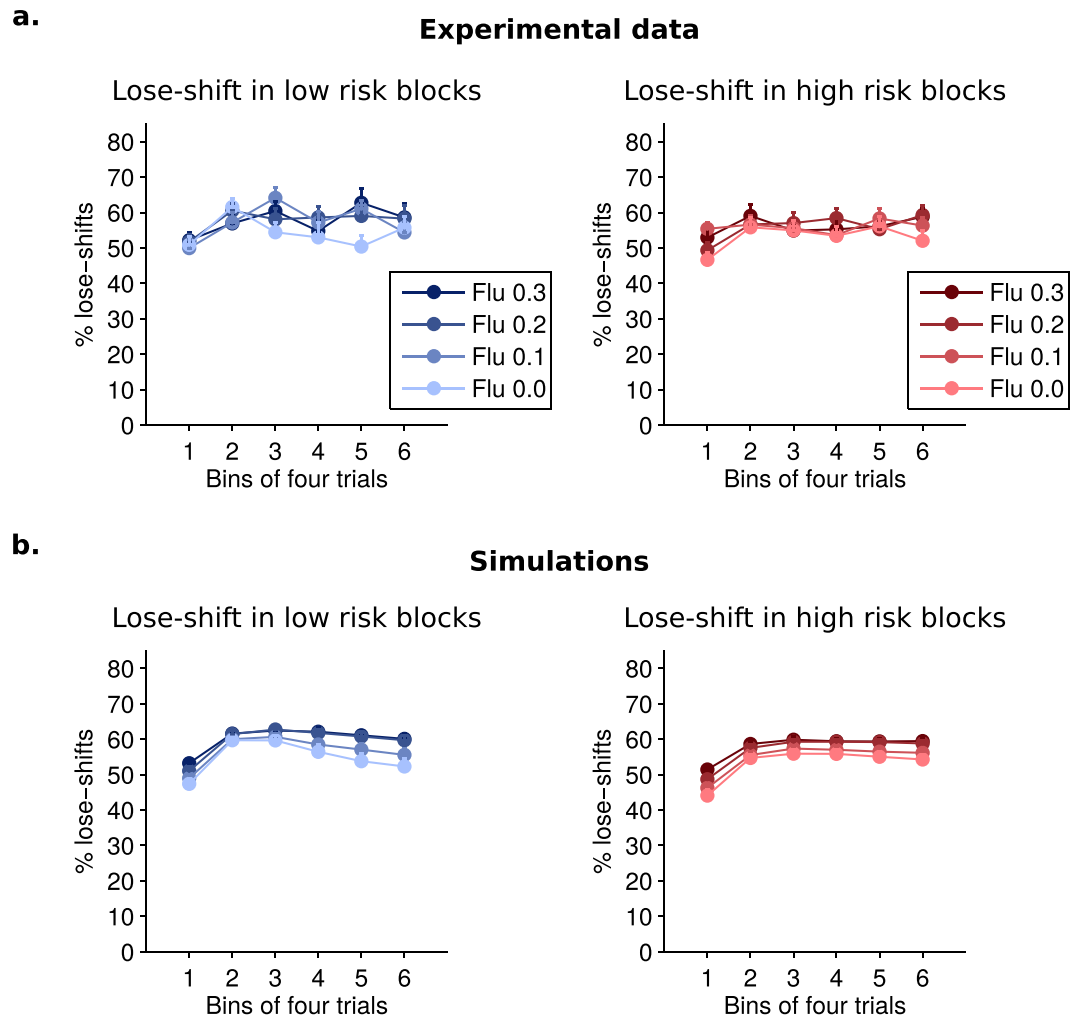 a.
Experimental data
Lose-shift in low risk blocks
% lose−shifts
80
70
60
50
40
30
20
10
0
1 2 3 4 5 6
Bins of four trials
Flu 0.3
Flu 0.2
Flu 0.1
Flu 0.0
Lose-shift in high risk blocks
% lose−shifts
80
70
60
50
40
30
20
10
0
1 2 3 4 5 6
Bins of four trials
Flu 0.3
Flu 0.2
Flu 0.1
Flu 0.0
b.
Simulations
Lose-shift in low risk blocks
% lose−shifts
80
70
60
50
40
30
20
10
0
1 2 3 4 5 6
Bins of four trials
Lose-shift in high risk blocks
% lose−shifts
80
70
60
50
40
30
20
10
0
1 2 3 4 5 6
Bins of four trials